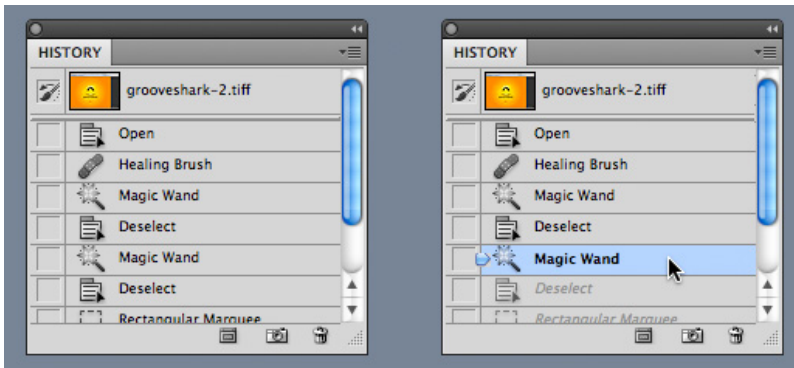 HISTORY
grooveshark-2.tiff
Open
Healing Brush
Magic Wand
Deselect
Magic Wand
Deselect
Rectangular Marquee
HISTORY
grooveshark-2.tiff
Open
Healing Brush
Magic Wand
Deselect
Magic Wand
Deselect
Rectangular Marquee